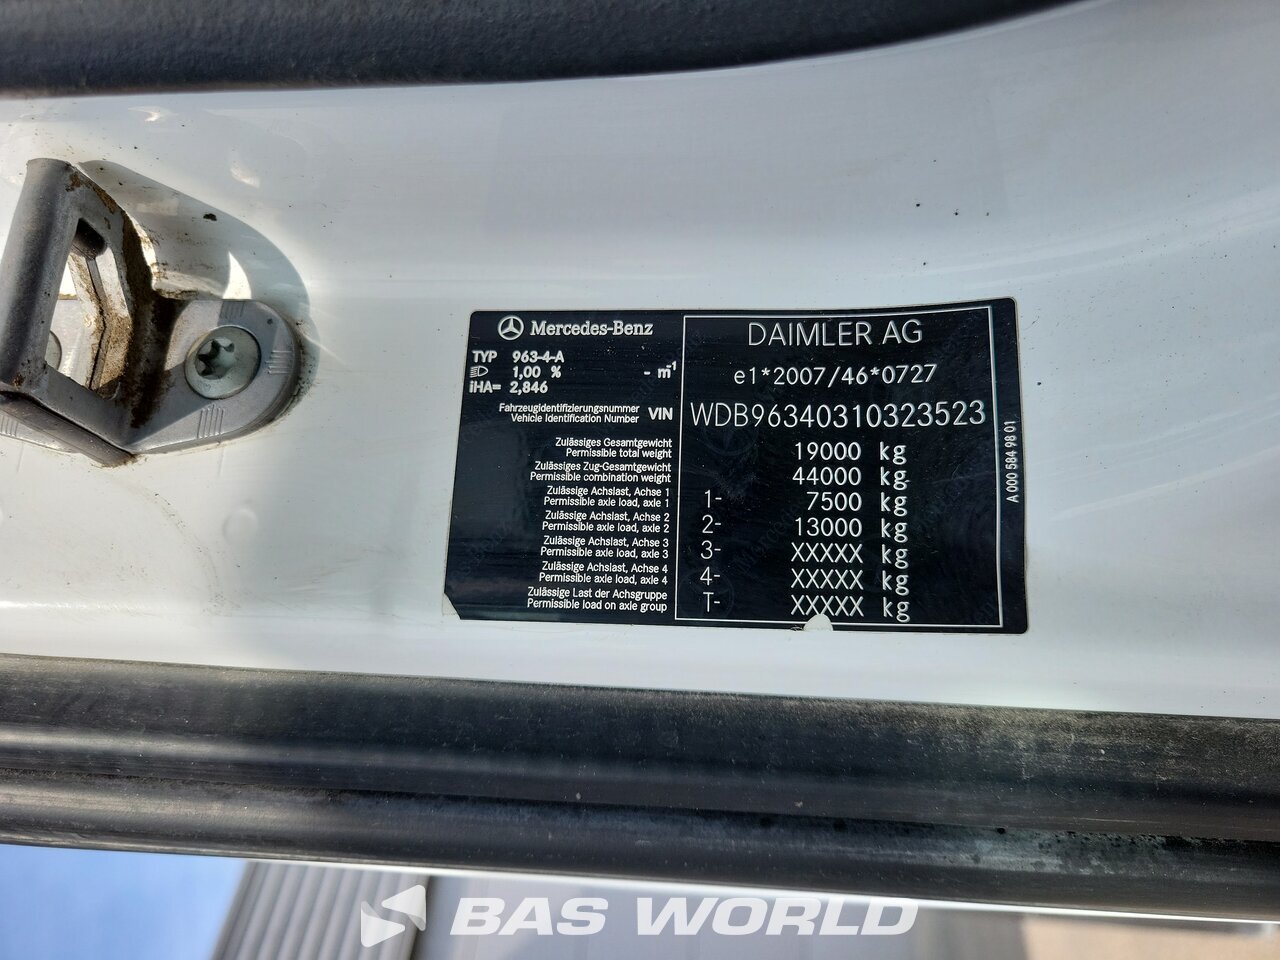 Mercedes-Benz
DAIMLER AG
TYP 963-4-A
1,00 % - m⁻¹
iHA= 2,846
e1*2007/46*0727
Fahrzeugidentifizierungsnummer
Vehicle Identification Number
VIN
WDB96340310323523
Zulässiges Gesamtgewicht
Permissible total weight
19000 kg
Zulässiges Zug-Gesamtgewicht
Permissible combination weight
44000 kg
Zulässige Achslast, Achse 1
Permissible axle load, axle 1
1- 7500 kg
Zulässige Achslast, Achse 2
Permissible axle load, axle 2
2- 13000 kg
Zulässige Achslast, Achse 3
Permissible axle load, axle 3
3- XXXXX kg
Zulässige Achslast, Achse 4
Permissible axle load, axle 4
4- XXXXX kg
Zulässige Last der Achsgruppe
Permissible load on axle group
T- XXXXX kg
A 000 584 98 01
BAS WORLD